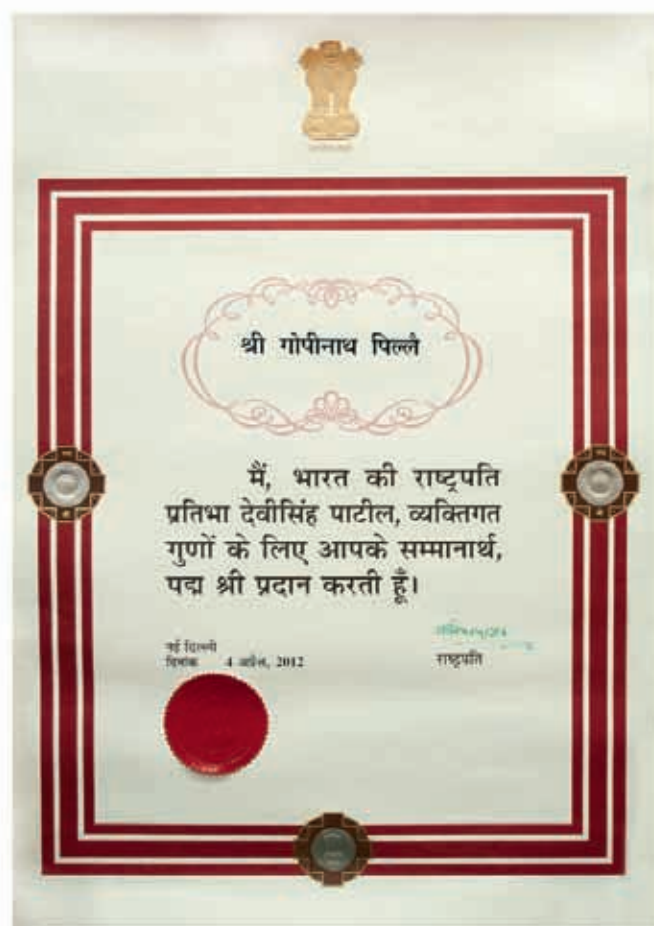 श्री गोपीनाथ पिल्लै
मैं, भारत की राष्ट्रपति
प्रतिभा देवीसिंह पाटील, व्यक्तिगत
गुणों के लिए आपके सम्मानार्थ,
पद्म श्री प्रदान करती हूँ।
नई दिल्ली
दिनांक 4 अप्रैल, 2012
राष्ट्रपति